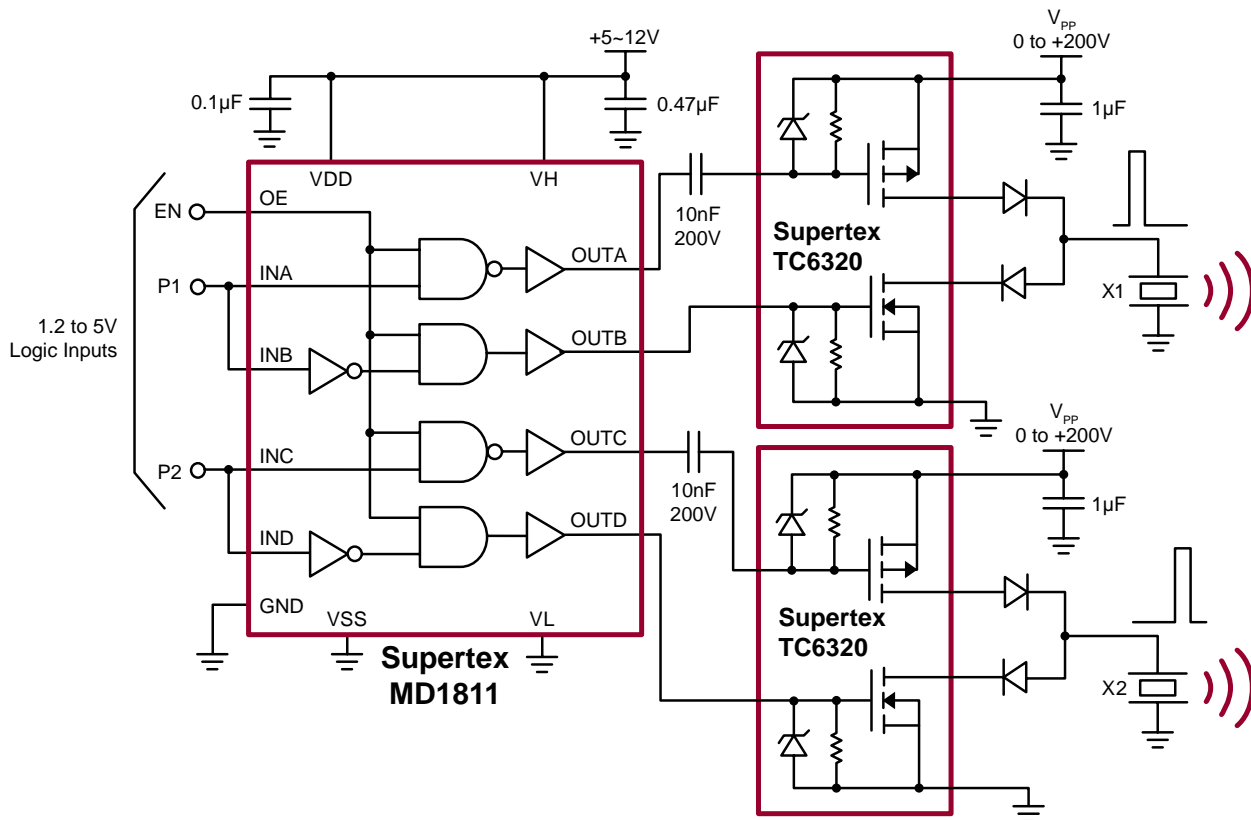 +5~12V
V_PP
0 to +200V
0.1µF
0.47µF
1µF
VDD
VH
EN
OE
10nF
200V
Supertex
TC6320
OUTA
P1
INA
X1
1.2 to 5V
Logic Inputs
INB
OUTB
V_PP
0 to +200V
P2
INC
OUTC
10nF
200V
1µF
IND
OUTD
GND
VSS
VL
Supertex
TC6320
Supertex
MD1811
X2